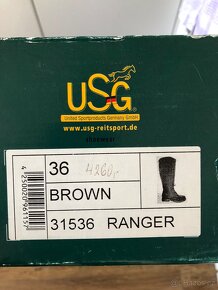 USG
United Sportproducts Germany GmbH
www.usg-reitsport.de
36
4260,-
BROWN
31536 RANGER